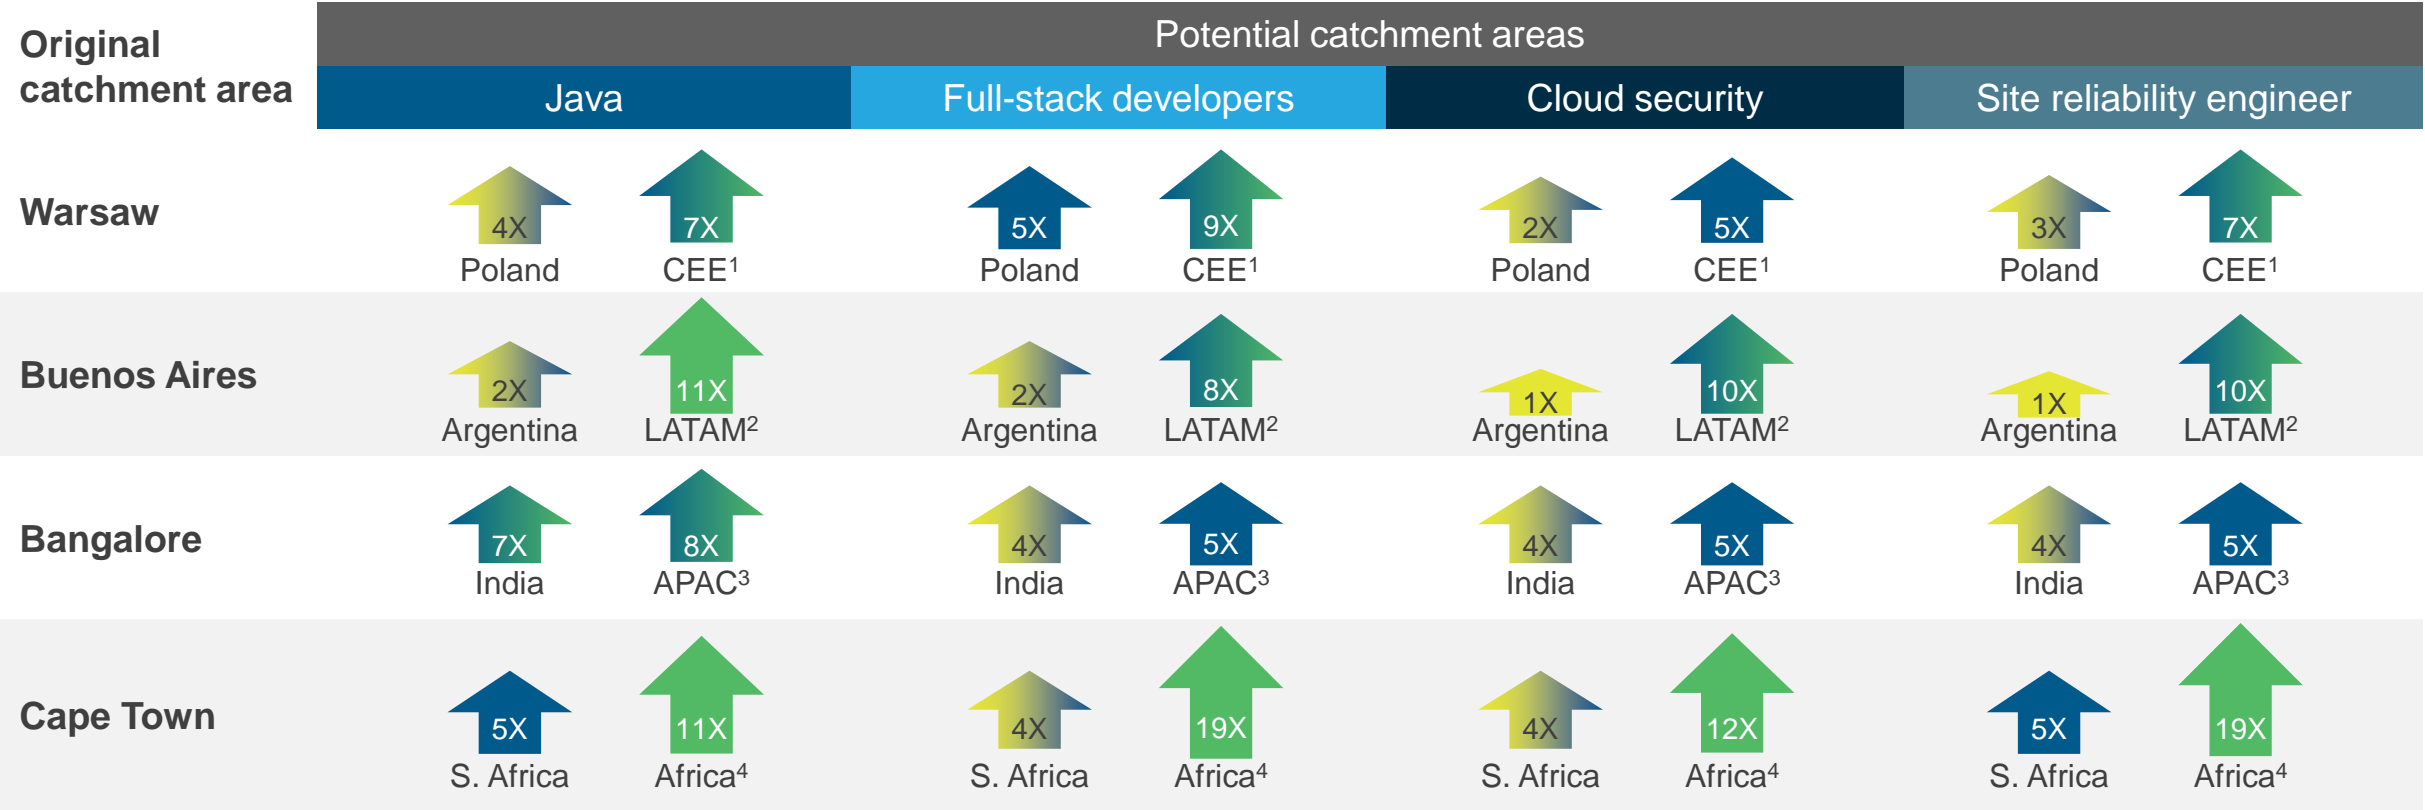 Original
catchment area
Potential catchment areas
Java
Full-stack developers
Cloud security
Site reliability engineer
Warsaw
4X
7X
5X
9X
2X
5X
3X
7X
Poland
CEE¹
Poland
CEE¹
Poland
CEE¹
Poland
CEE¹
Buenos Aires
2X
11X
2X
8X
1X
10X
1X
10X
Argentina
LATAM²
Argentina
LATAM²
Argentina
LATAM²
Argentina
LATAM²
Bangalore
7X
8X
4X
5X
4X
5X
4X
5X
India
APAC³
India
APAC³
India
APAC³
India
APAC³
Cape Town
5X
11X
4X
19X
4X
12X
5X
19X
S. Africa
Africa⁴
S. Africa
Africa⁴
S. Africa
Africa⁴
S. Africa
Africa⁴